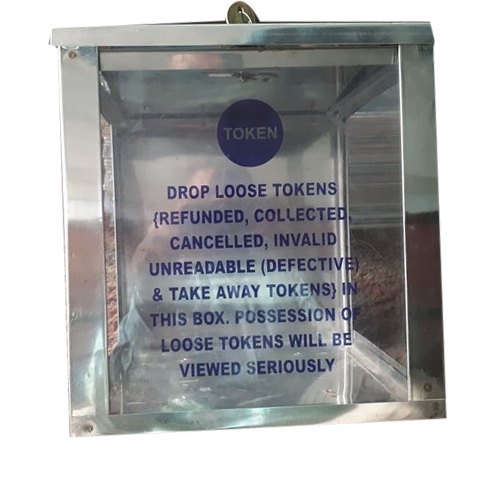 TOKEN
DROP LOOSE TOKENS
{REFUNDED, COLLECTED,
CANCELLED, INVALID
UNREADABLE (DEFECTIVE)
& TAKE AWAY TOKENS} IN
THIS BOX. POSSESSION OF
LOOSE TOKENS WILL BE
VIEWED SERIOUSLY